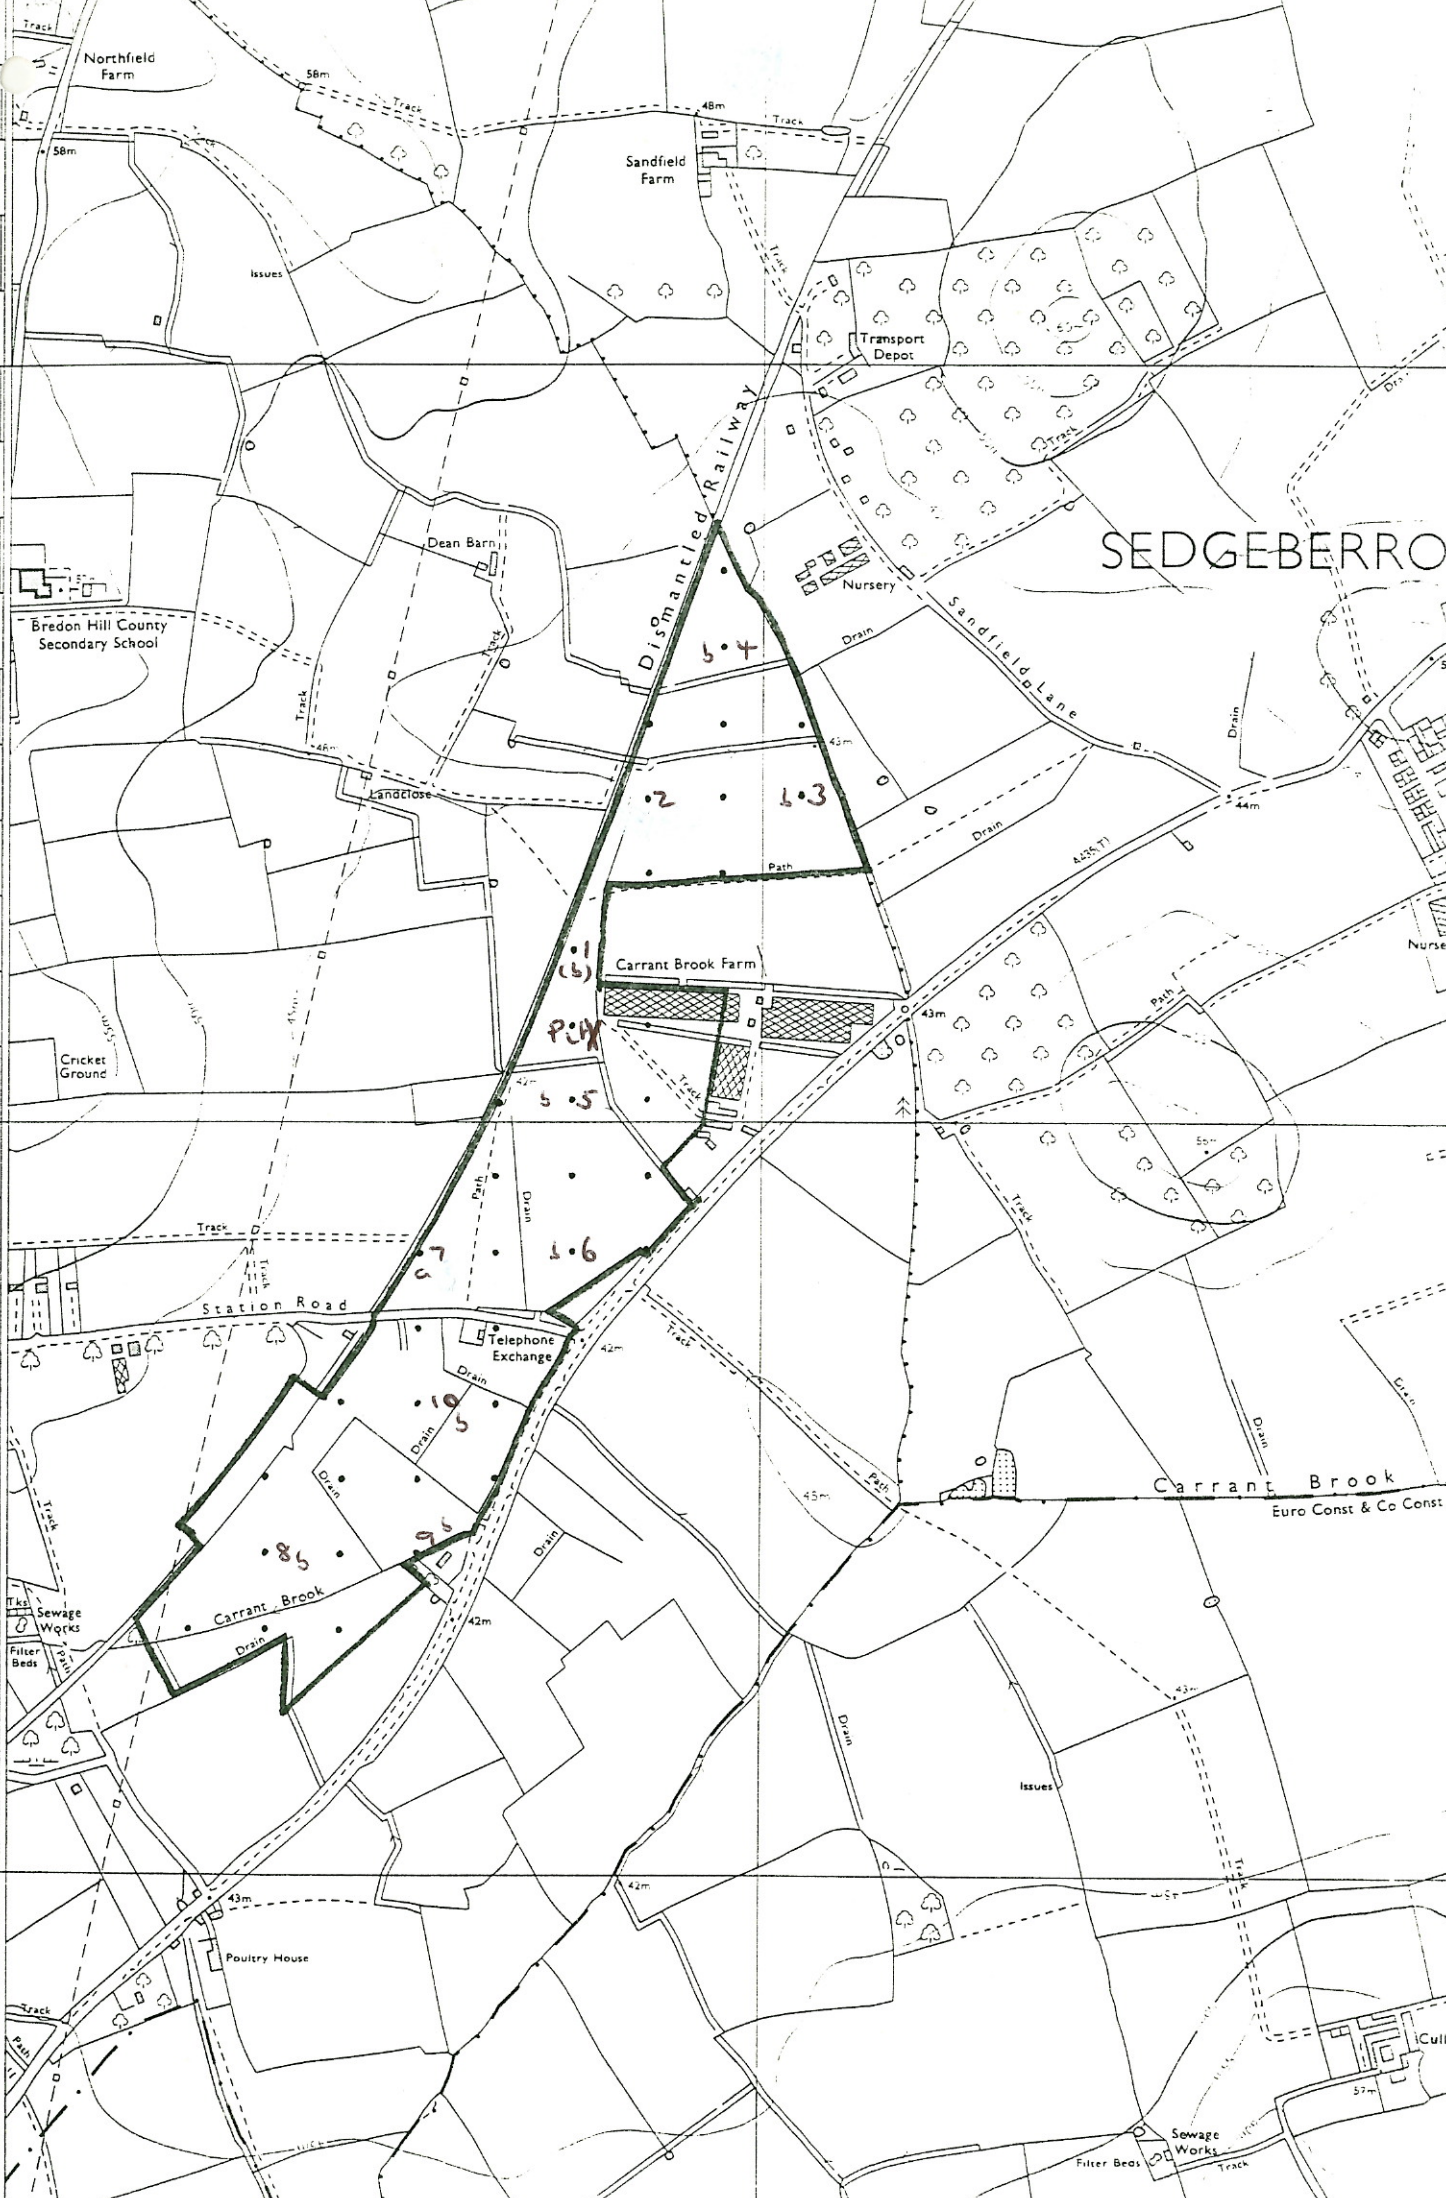 Track
Northfield
Farm
58m
Track
48m
Track
58m
Sandfield
Farm
Track
Issues
Transport
Depot
Track
Dismantled Railway
SEDGEBERRO
Dean Barn
Nursery
Bredon Hill County
Secondary School
Sandfield Lane
Drain
Track
b 4
Track
Drain
43m
Landclose
2
b 3
44m
Drain
A435(T)
Path
1
(b)
Carrant Brook Farm
Nurse
Path
43m
Pit
Cricket
Ground
42m
Track
b 5
Path
Drain
Track
Track
7
a
b 6
Track
Station Road
Telephone
Exchange
42m
Track
Drain
10
b
Drain
Drain
Drain
Drain
Path
45m
Carrant Brook
Euro Const & Co Const
Track
9 b
Drain
8 b
Tks
Sewage
Works
Filter
Beds
Path
Carrant Brook
Drain
42m
43m
Drain
Issues
Track
42m
43m
Poultry House
Track
Path
Cull
57m
Sewage
Works
Filter Beds
Track